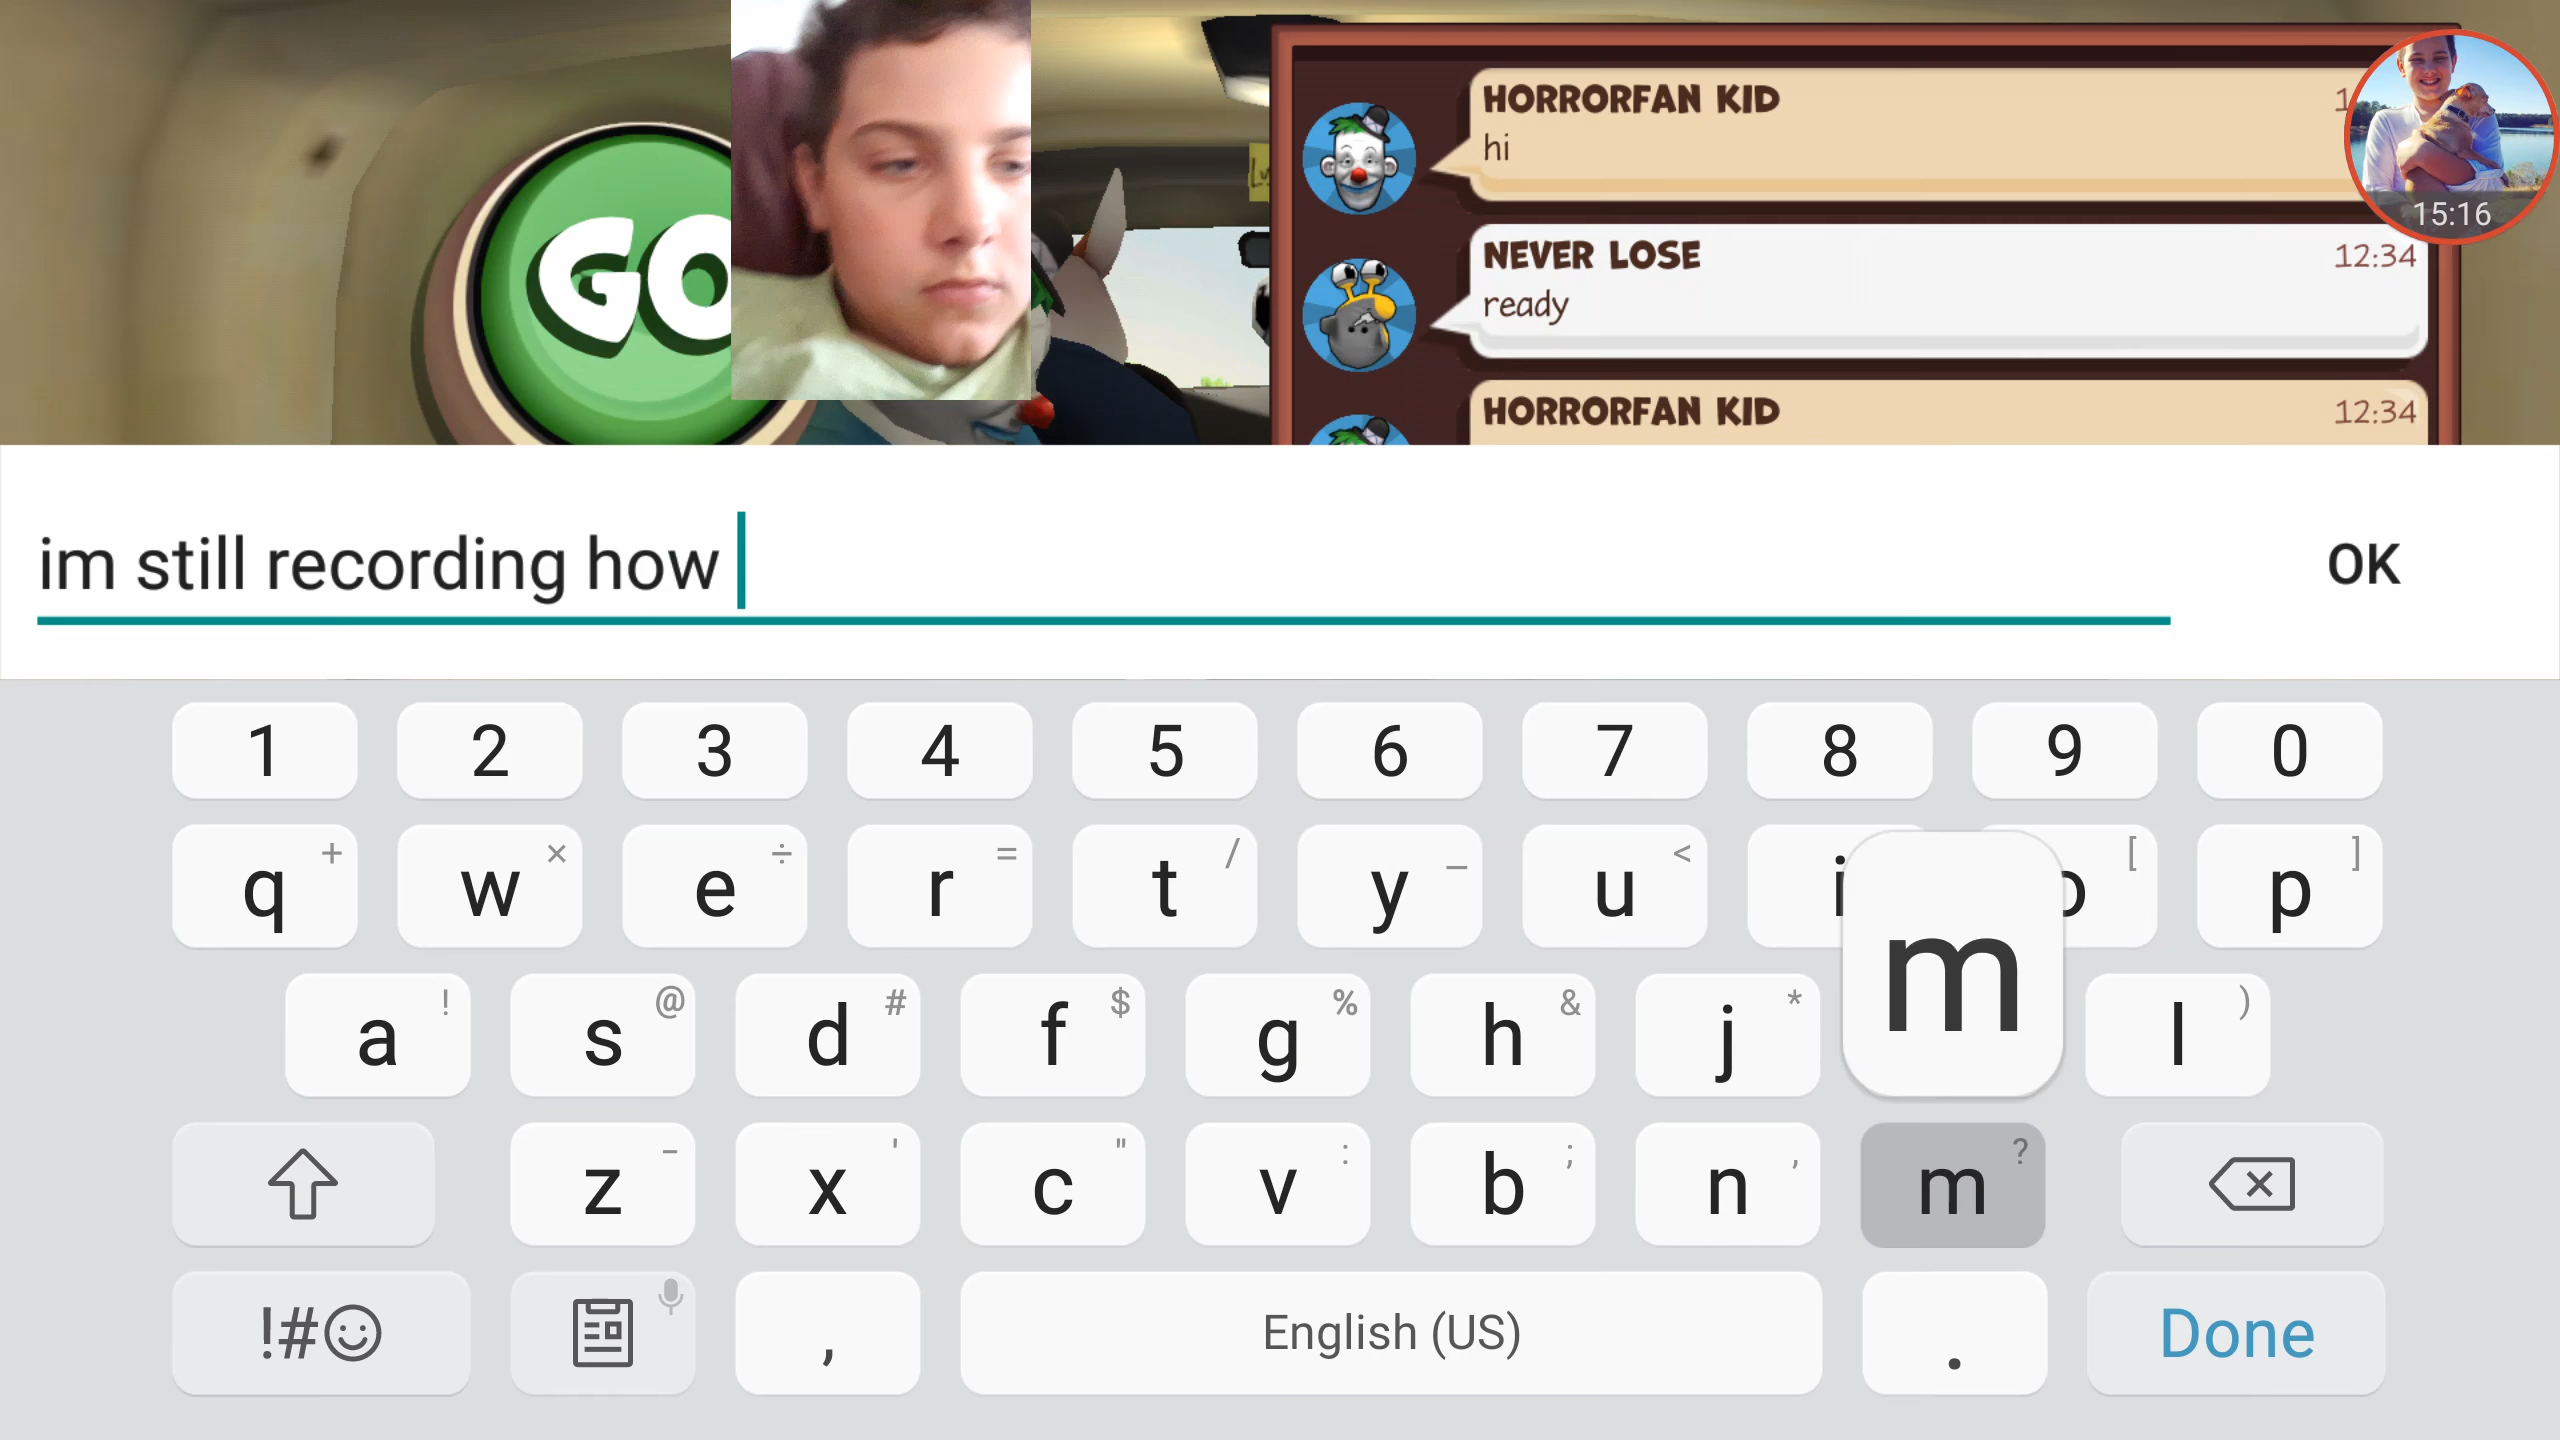 GO
HORRORFAN KID
hi
15:16
NEVER LOSE 12:34
ready
HORRORFAN KID 12:34
im still recording how
OK
1 2 3 4 5 6 7 8 9 0
q + w × e ÷ r = t / y _ u < i o [ p ]
a ! s @ d # f $ g % h & j * m l )
z - x ' c " v : b ; n , m ?
!#☺ , English (US) . Done